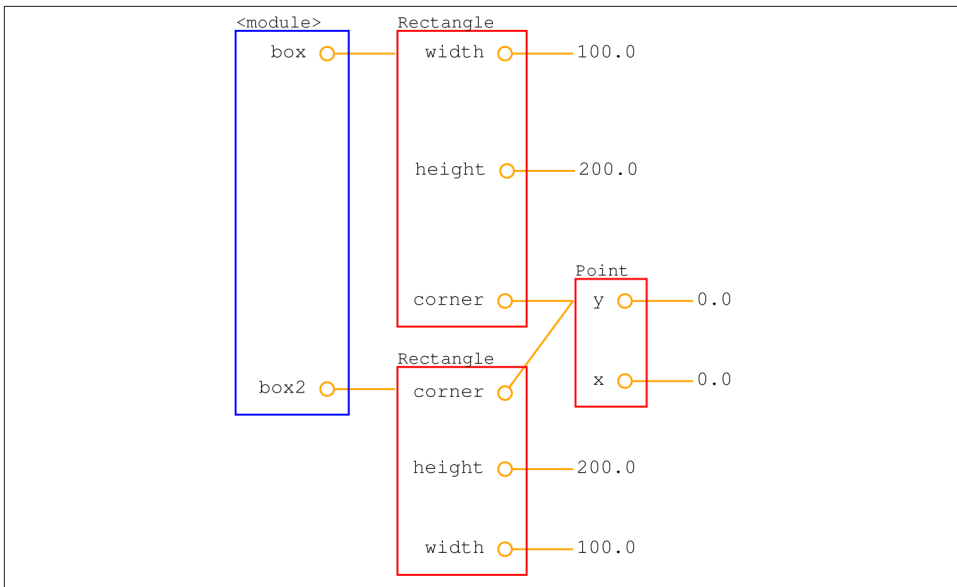 <module>
box
box2
Rectangle
width 100.0
height 200.0
corner
Rectangle
corner
height 200.0
width 100.0
Point
y 0.0
x 0.0